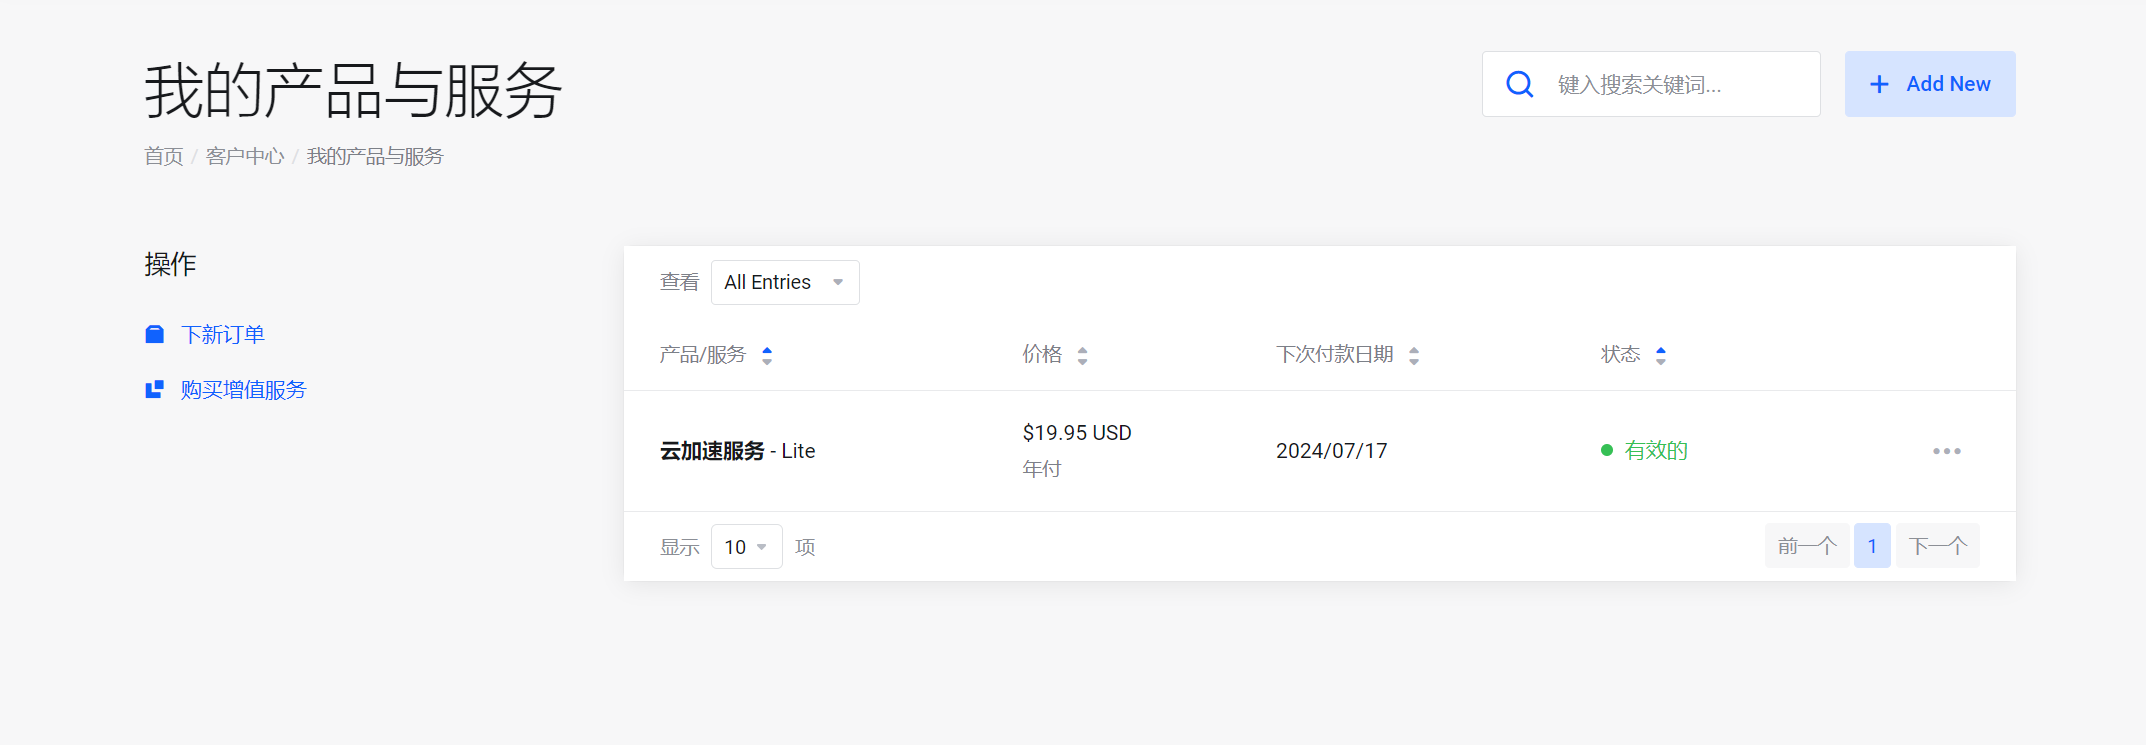 我的产品与服务
键入搜索关键词...
Add New
首页 / 客户中心 / 我的产品与服务
操作
下新订单
购买增值服务
查看 All Entries
产品/服务 价格 下次付款日期 状态
云加速服务 - Lite $19.95 USD 2024/07/17 有效的
年付
显示 10 项 前一个 1 下一个